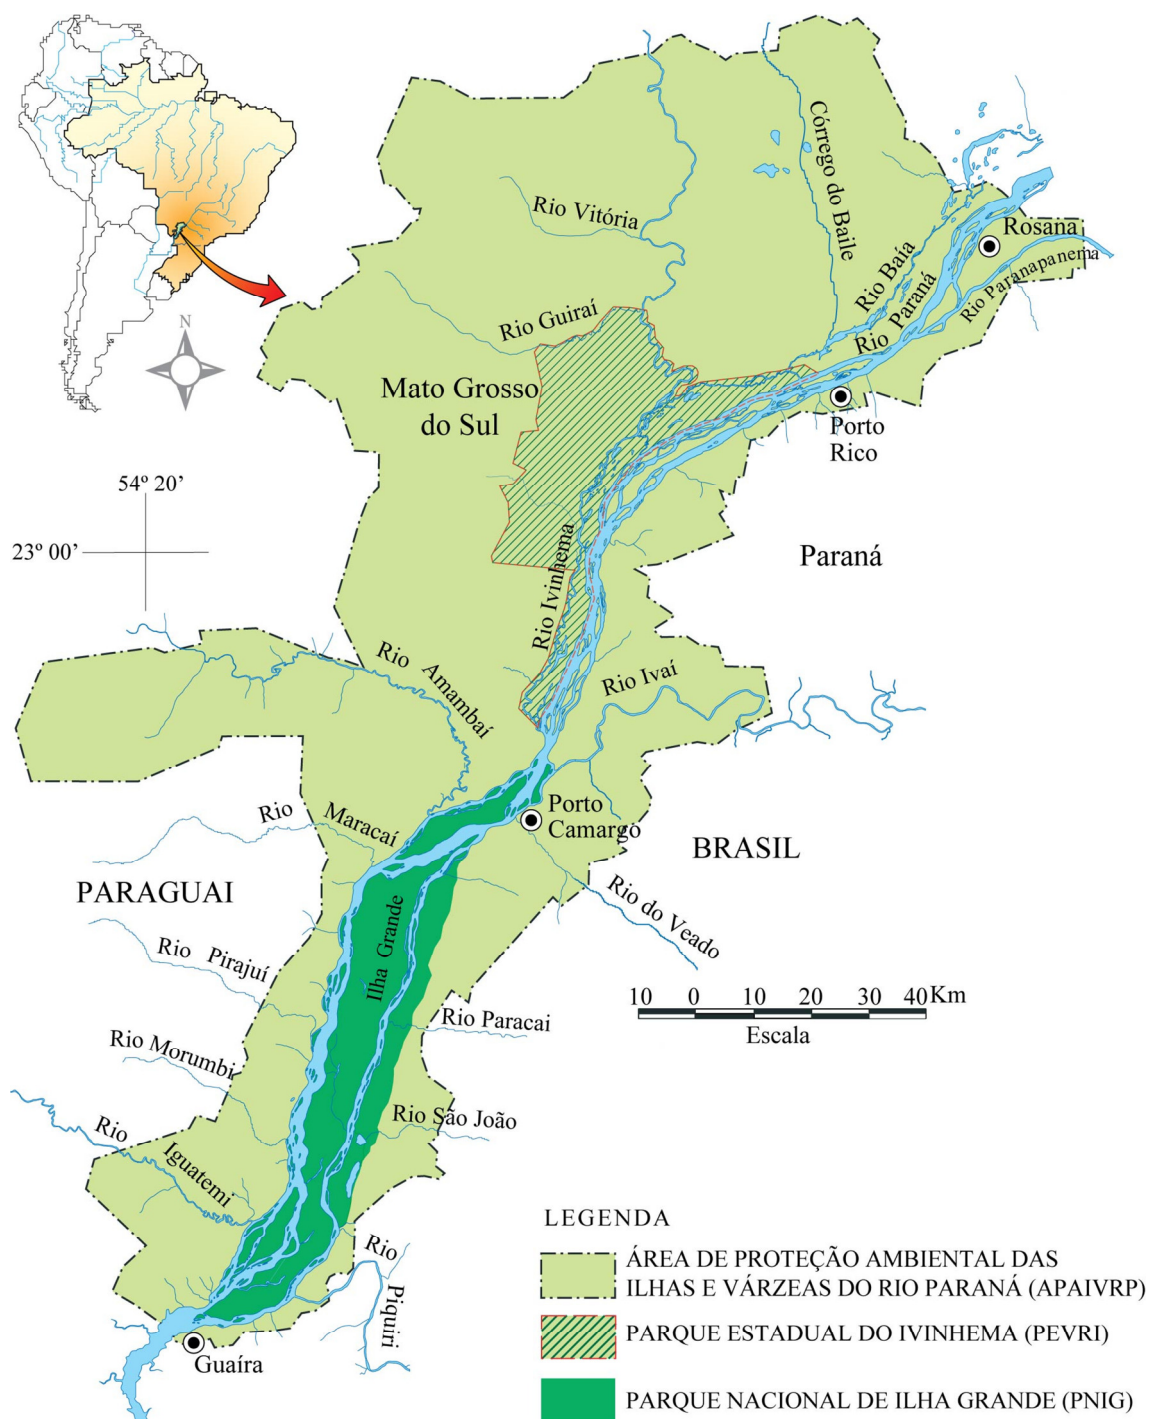 N
Córrego do Baile
Rio Vitória
Rosana
Rio Baía
Rio Paraná
Rio Paranapanema
Rio Guiraí
Mato Grosso
do Sul
Porto
Rico
54º 20’
23º 00’
Paraná
Rio Ivinhema
Rio Amambaí
Rio Ivaí
Porto
Camargo
Rio Maracaí
BRASIL
PARAGUAI
Rio do Veado
Ilha Grande
Rio Pirajuí
10 0 10 20 30 40 Km
Escala
Rio Paracai
Rio Morumbi
Rio São João
Rio Iguatemi
Rio Piquiri
Guaíra
LEGENDA
ÁREA DE PROTEÇÃO AMBIENTAL DAS
ILHAS E VÁRZEAS DO RIO PARANÁ (APAIVRP)
PARQUE ESTADUAL DO IVINHEMA (PEVRI)
PARQUE NACIONAL DE ILHA GRANDE (PNIG)